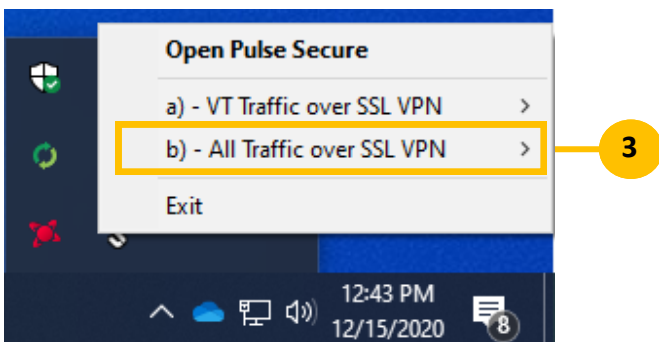 Open Pulse Secure
a) - VT Traffic over SSL VPN
b) - All Traffic over SSL VPN
3
Exit
12:43 PM
12/15/2020
8